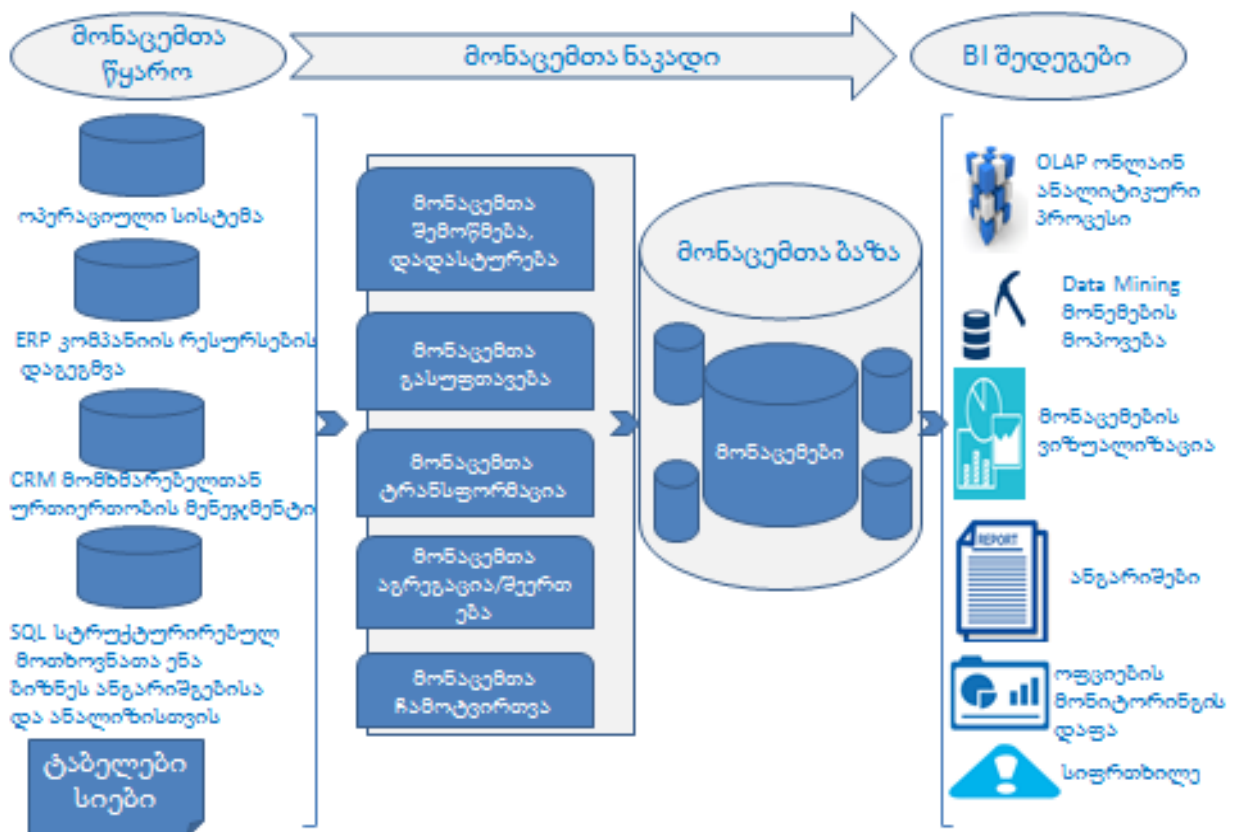 მონაცემთა
წყარო
მონაცემთა ნაკადი
BI შედეგები
ოპერაციული სისტემა
ERP კომპანიის რესურსების
დაგეგმვა
CRM მომხმარებელთან
ურთიერთობის მენეჯმენტი
SQL სტრუქტურირებულ
მოთხოვნათა ენა
ბიზნეს ანგარიშგებისა
და ანალიზისთვის
ტაბელები
სიები
მონაცემთა
შემოწმება,
დადასტურება
მონაცემთა
გასუფთავება
მონაცემთა
ტრანსფორმაცია
მონაცემთა
აგრეგაცია/შეერთ
ება
მონაცემთა
ჩამოტვირთვა
მონაცემთა ბაზა
მონაცემები
OLAP ონლაინ
ანალიტიკური
პროცესი
Data Mining
მონემების
მოპოვება
მონაცემების
ვიზუალიზაცია
REPORT
ანგარიშები
ოფციების
მონიტორინგის
დაფა
სიფრთხილე